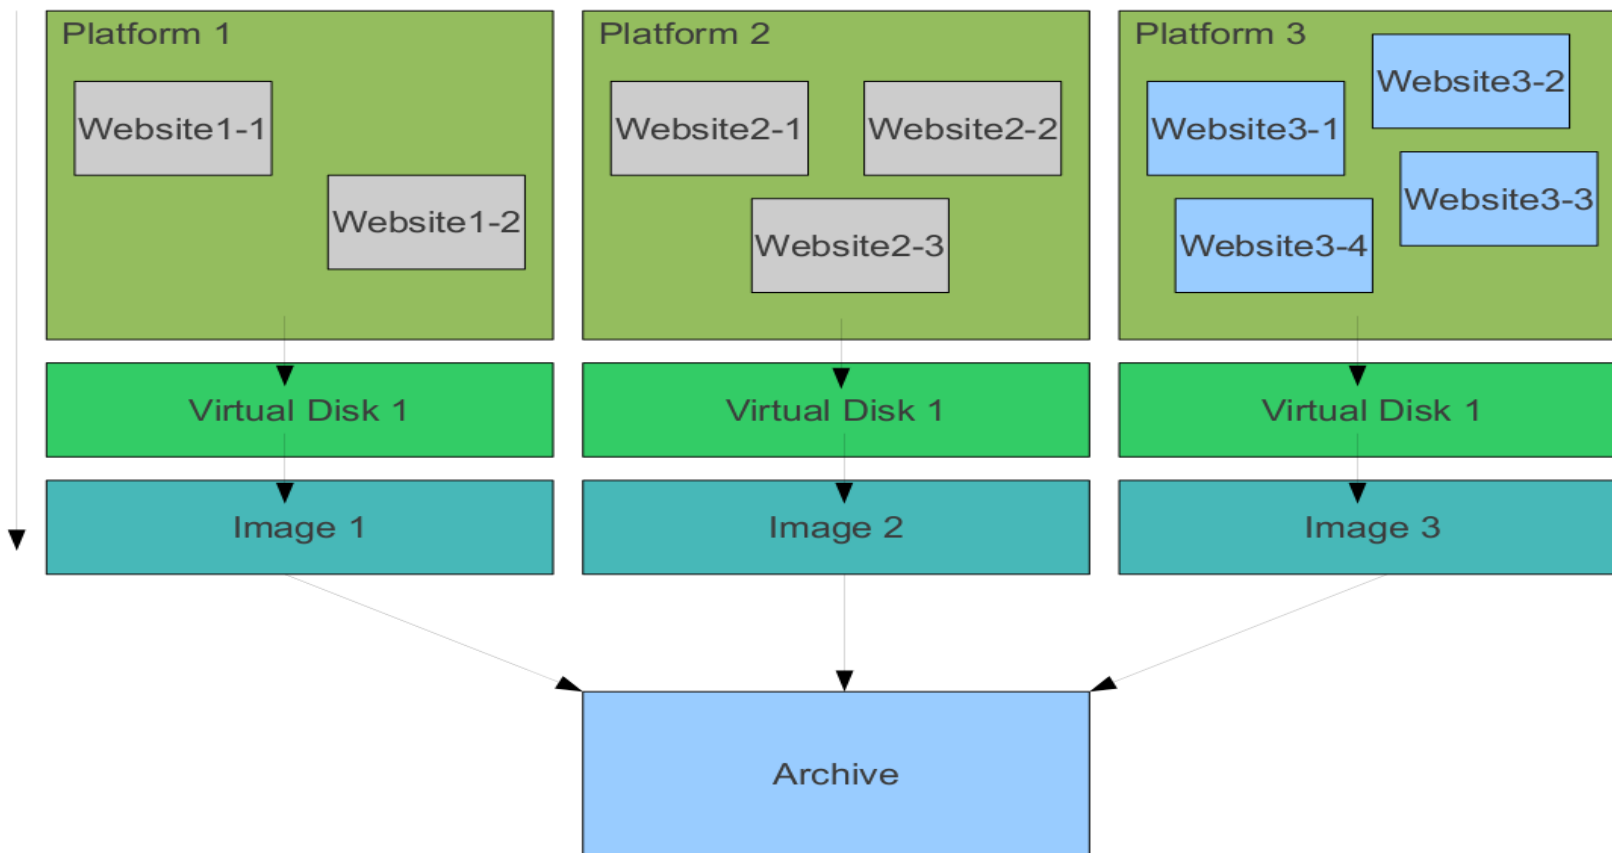 Platform 1
Website1-1
Website1-2
Platform 2
Website2-1
Website2-2
Website2-3
Platform 3
Website3-2
Website3-1
Website3-3
Website3-4
Virtual Disk 1
Virtual Disk 1
Virtual Disk 1
Image 1
Image 2
Image 3
Archive